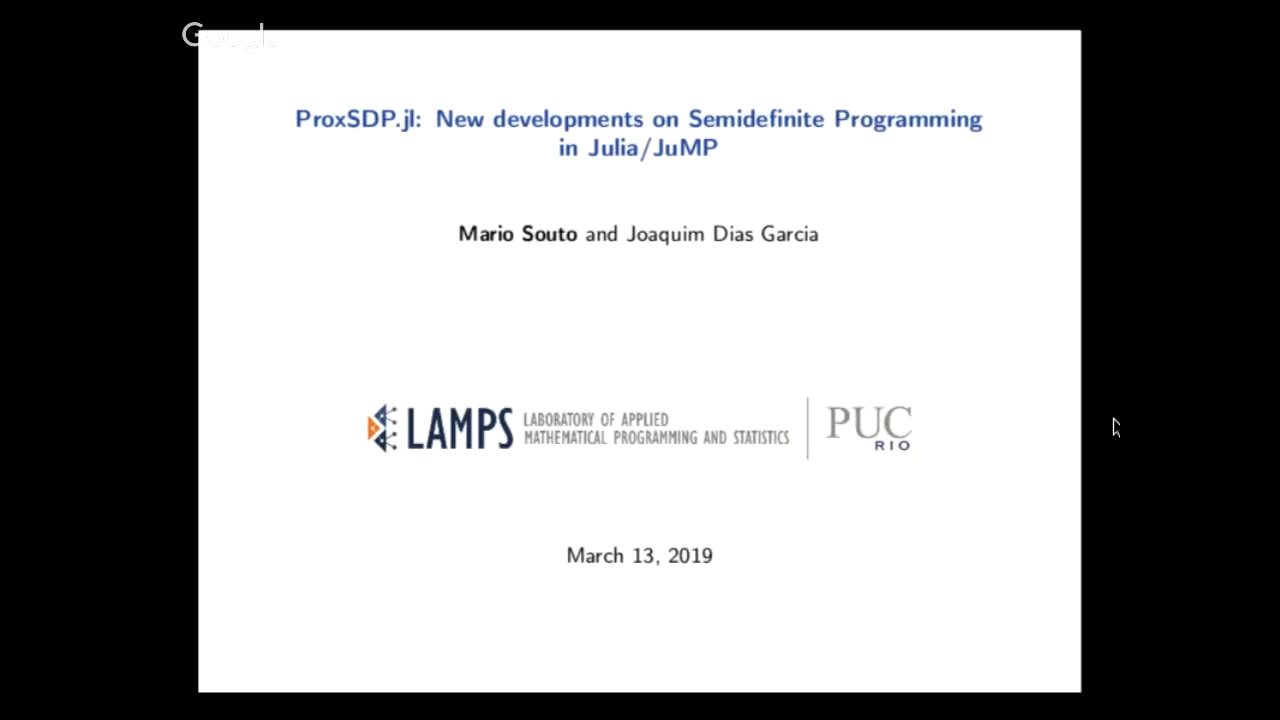 Google
ProxSDP.jl: New developments on Semidefinite Programming
in Julia/JuMP
Mario Souto and Joaquim Dias Garcia
LAMPS
LABORATORY OF APPLIED
MATHEMATICAL PROGRAMMING AND STATISTICS
PUC
RIO
March 13, 2019